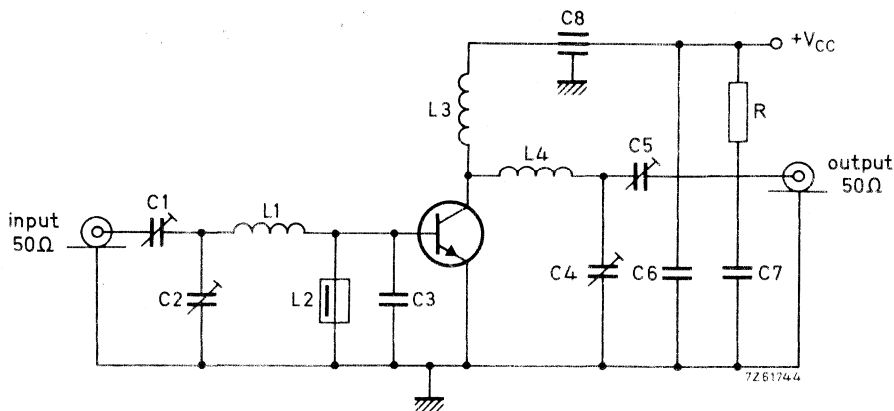 C8
+VCC
L3
R
L4
C5
output
50Ω
input
50Ω
C1
L1
C2
L2
C3
C4
C6
C7
7Z61744